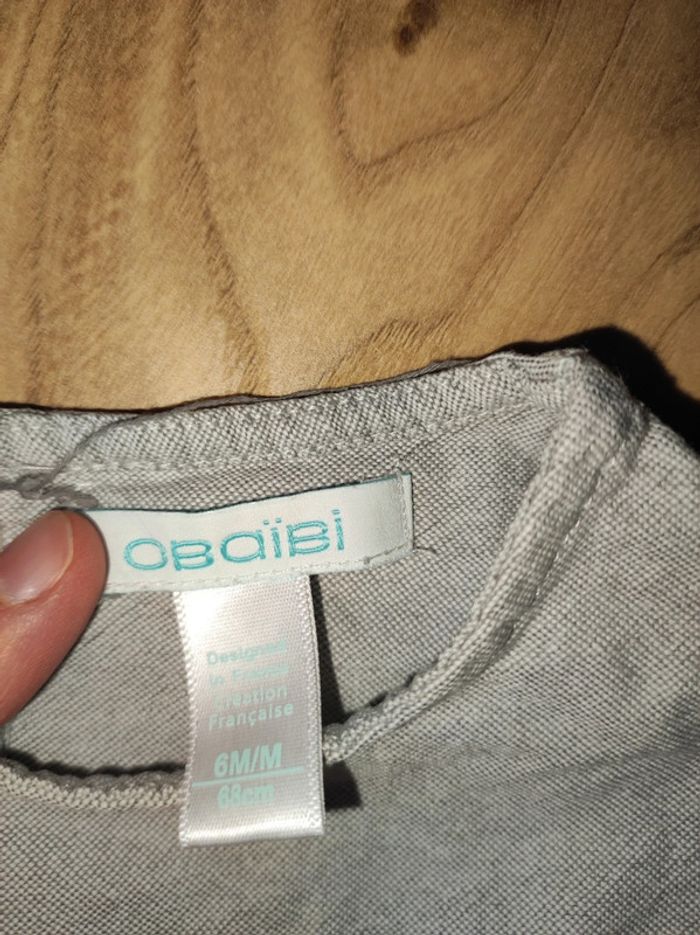 OBaïBi
Designed
in France
Création
Française
6M/M
68cm